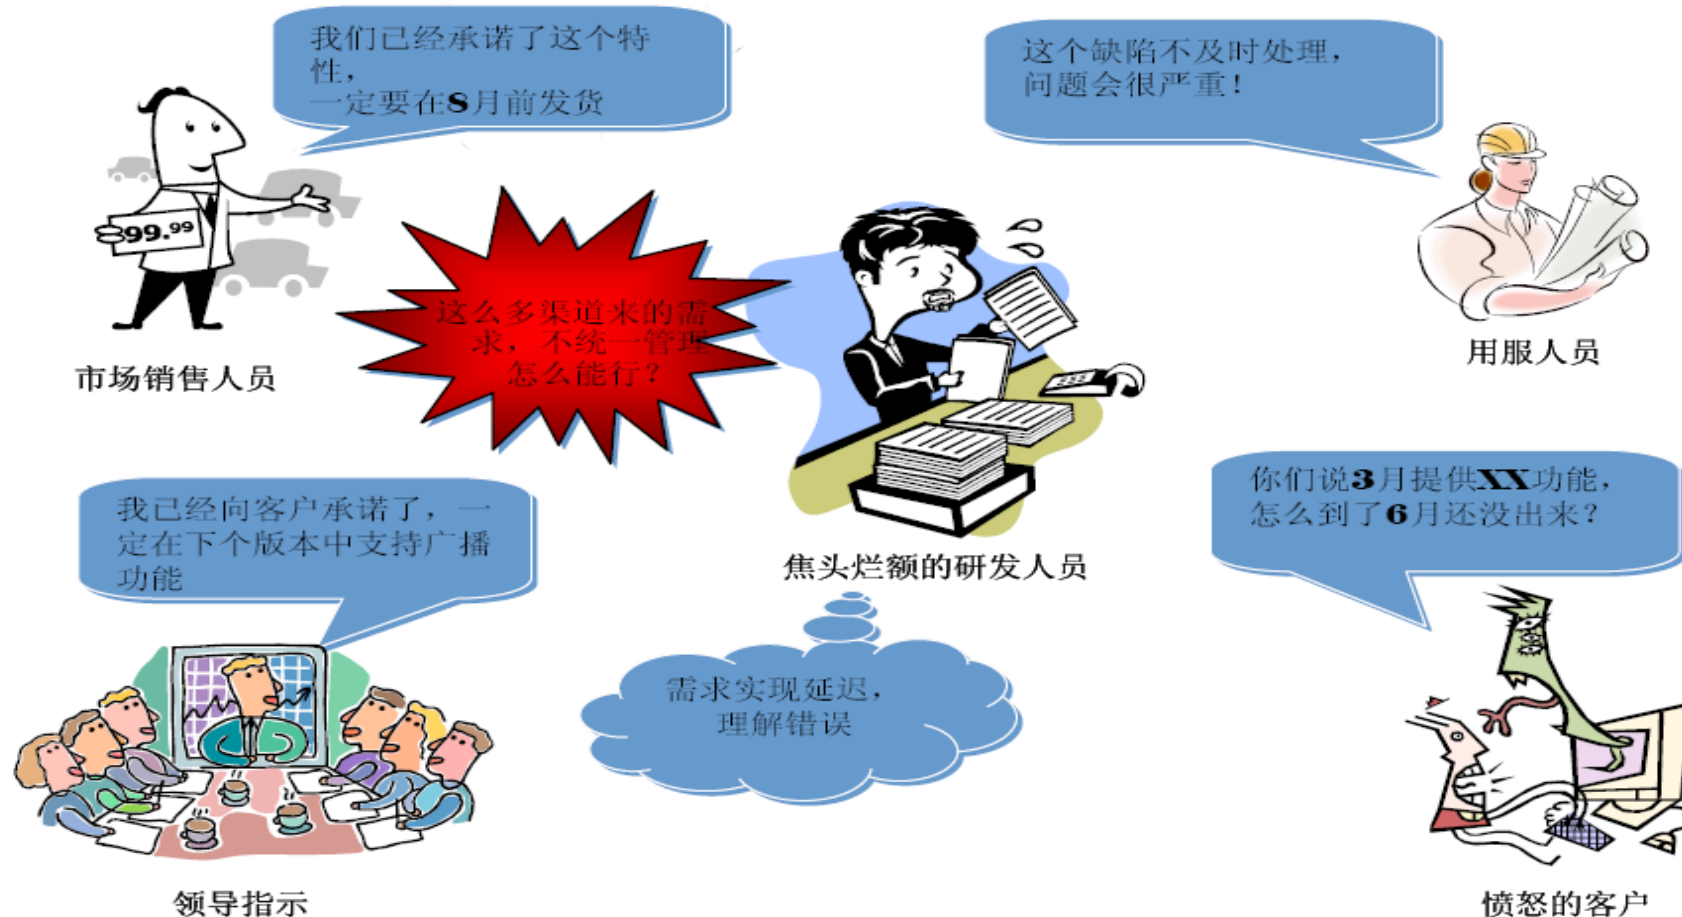 我们已经承诺了这个特
性，
一定要在8月前发货
这个缺陷不及时处理，
问题会很严重！
99.99
市场销售人员
这么多渠道来的需
求，不统一管理
怎么能行？
用服人员
焦头烂额的研发人员
我已经向客户承诺了，一
定在下个版本中支持广播
功能
你们说3月提供XX功能，
怎么到了6月还没出来？
需求实现延迟，
理解错误
领导指示
愤怒的客户